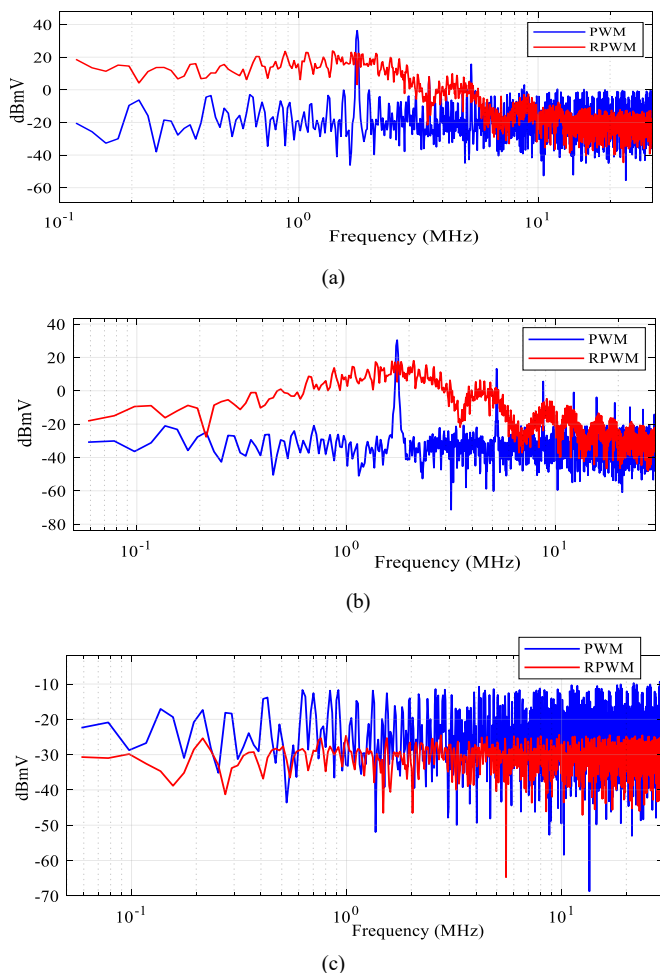 40
20
0
-20
-40
-60
dBmV
PWM
RPWM
10^-1
10^0
10^1
Frequency (MHz)
(a)
40
20
0
-20
-40
-60
-80
dBmV
PWM
RPWM
10^-1
10^0
10^1
Frequency (MHz)
(b)
-10
-20
-30
-40
-50
-60
-70
dBmV
PWM
RPWM
10^-1
10^0
10^1
Frequency (MHz)
(c)